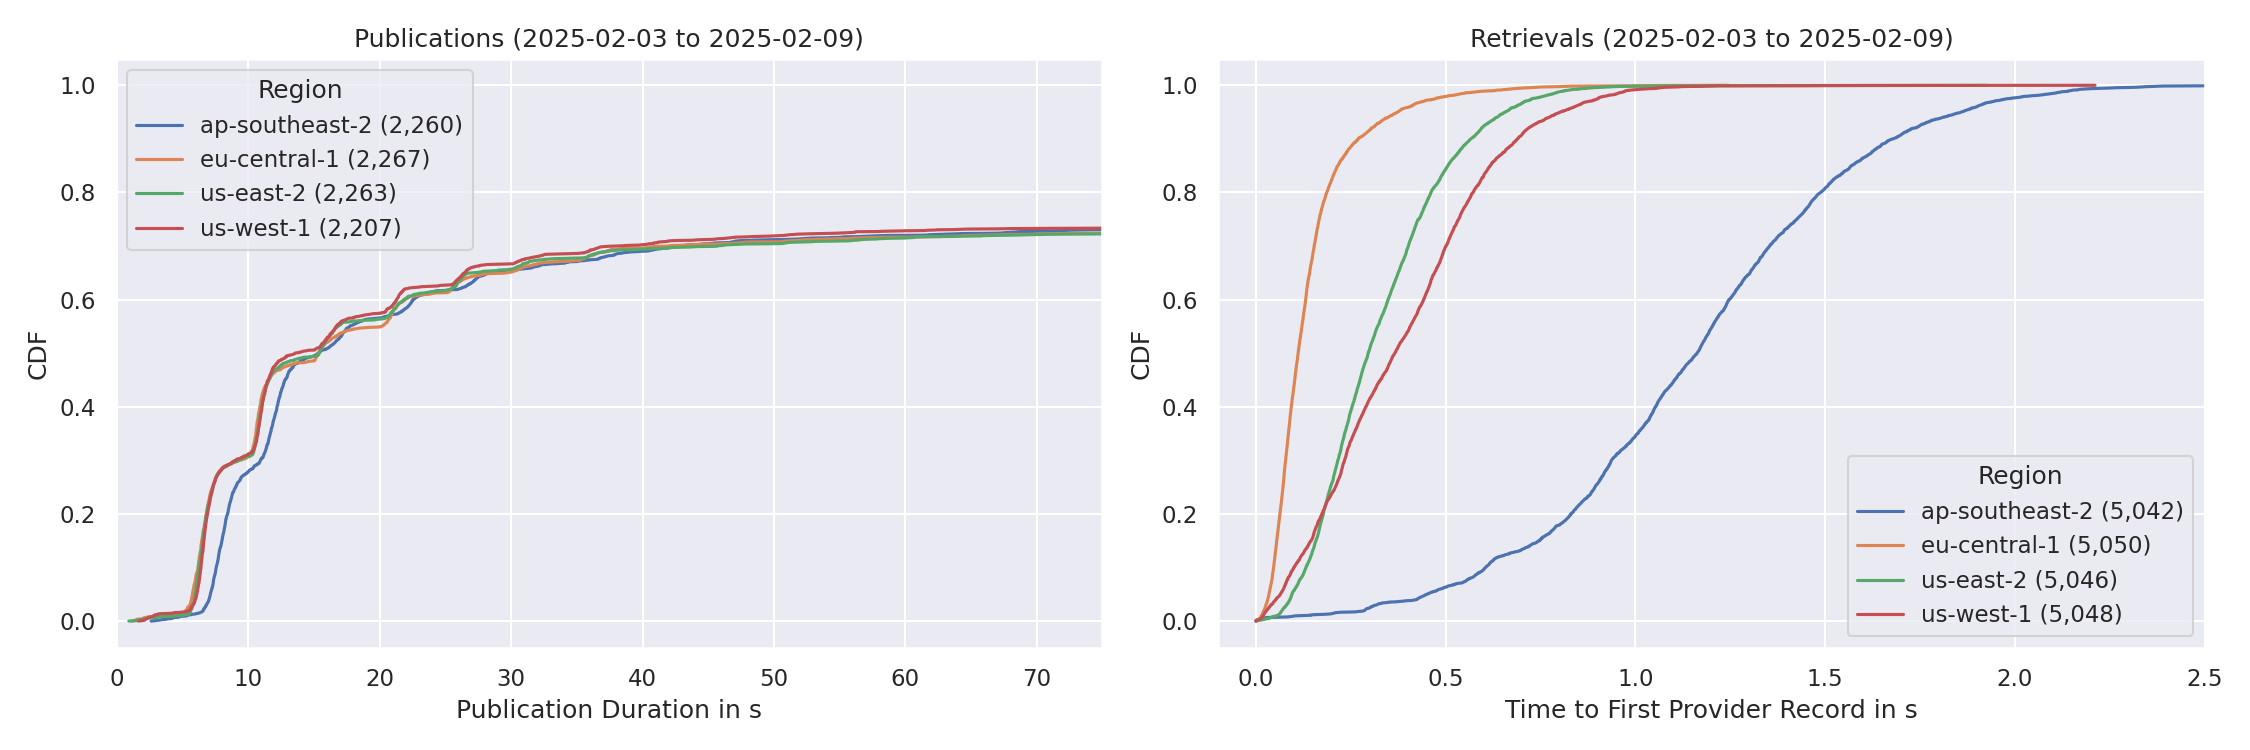 Publications (2025-02-03 to 2025-02-09)
CDF
1.0
0.8
0.6
0.4
0.2
0.0
Region
ap-southeast-2 (2,260)
eu-central-1 (2,267)
us-east-2 (2,263)
us-west-1 (2,207)
0 10 20 30 40 50 60 70
Publication Duration in s
Retrievals (2025-02-03 to 2025-02-09)
CDF
1.0
0.8
0.6
0.4
0.2
0.0
Region
ap-southeast-2 (5,042)
eu-central-1 (5,050)
us-east-2 (5,046)
us-west-1 (5,048)
0.0 0.5 1.0 1.5 2.0 2.5
Time to First Provider Record in s